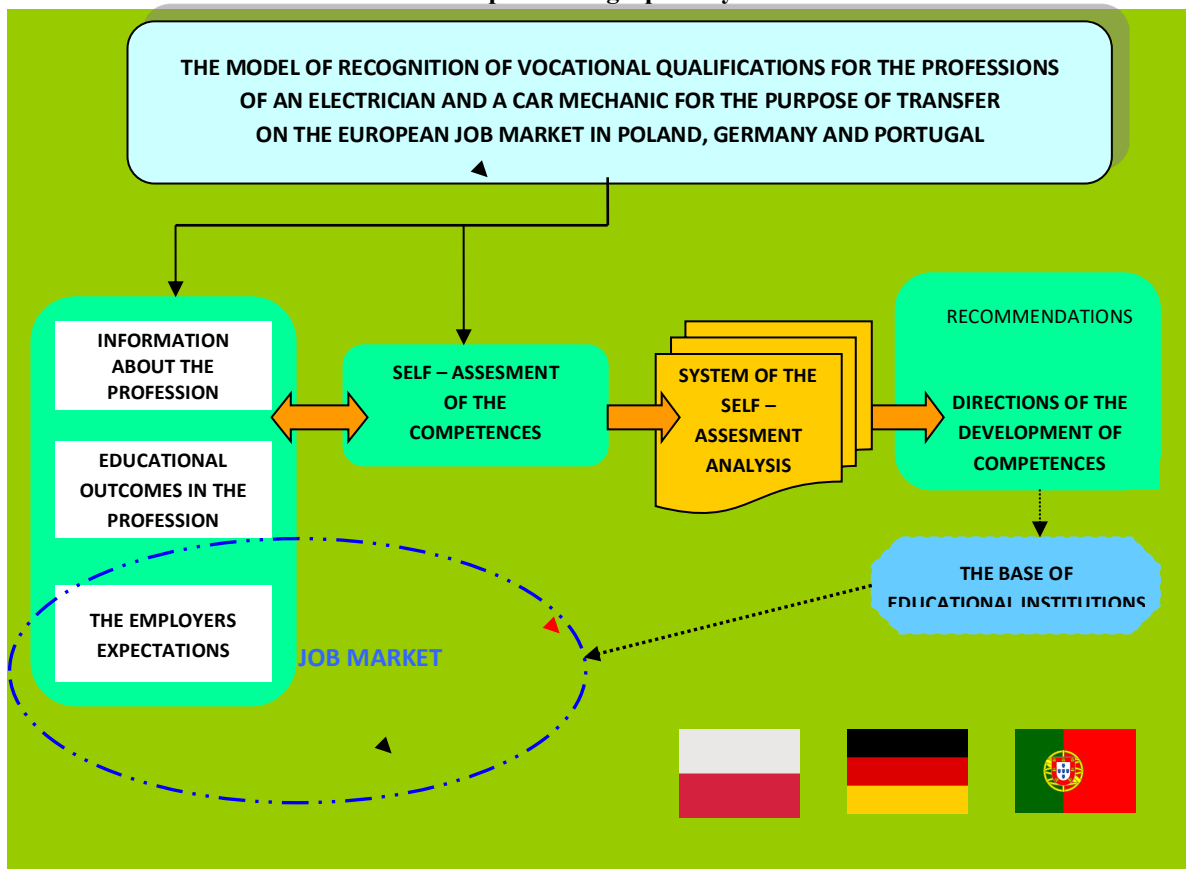 THE MODEL OF RECOGNITION OF VOCATIONAL QUALIFICATIONS FOR THE PROFESSIONS
OF AN ELECTRICIAN AND A CAR MECHANIC FOR THE PURPOSE OF TRANSFER
ON THE EUROPEAN JOB MARKET IN POLAND, GERMANY AND PORTUGAL
INFORMATION
ABOUT THE
PROFESSION
EDUCATIONAL
OUTCOMES IN THE
PROFESSION
THE EMPLOYERS
EXPECTATIONS
SELF – ASSESMENT
OF THE
COMPETENCES
SYSTEM OF THE
SELF –
ASSESMENT
ANALYSIS
RECOMMENDATIONS
DIRECTIONS OF THE
DEVELOPMENT OF
COMPETENCES
THE BASE OF
EDUCATIONAL INSTITUTIONS
JOB MARKET